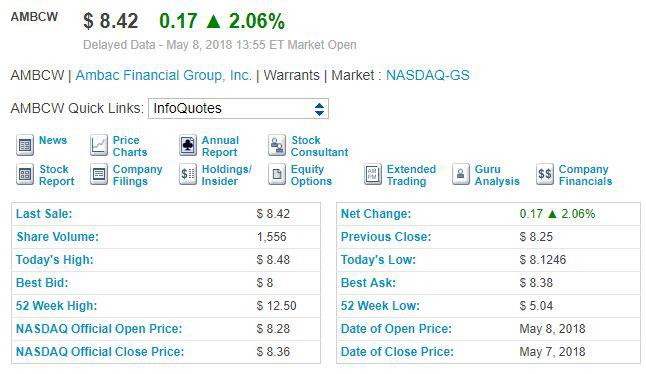 AMBCW $ 8.42 0.17 ▲ 2.06%
Delayed Data - May 8, 2018 13:55 ET Market Open
AMBCW | Ambac Financial Group, Inc. | Warrants | Market : NASDAQ-GS
AMBCW Quick Links: InfoQuotes
News
Price Charts
Annual Report
Stock Consultant
Stock Report
Company Filings
$ Holdings/ Insider
Equity Options
AM PM Extended Trading
Guru Analysis
$$ Company Financials
Last Sale: $ 8.42 Net Change: 0.17 ▲ 2.06%
Share Volume: 1,556 Previous Close: $ 8.25
Today's High: $ 8.48 Today's Low: $ 8.1246
Best Bid: $ 8 Best Ask: $ 8.38
52 Week High: $ 12.50 52 Week Low: $ 5.04
NASDAQ Official Open Price: $ 8.28 Date of Open Price: May 8, 2018
NASDAQ Official Close Price: $ 8.36 Date of Close Price: May 7, 2018